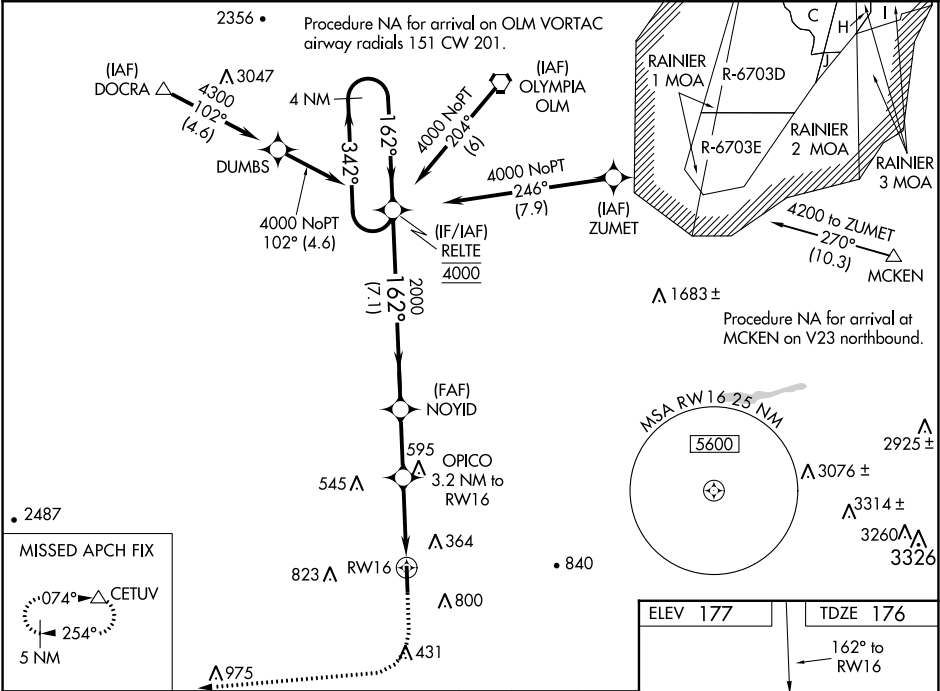 2356
Procedure NA for arrival on OLM VORTAC
airway radials 151 CW 201.
(IAF)
DOCRA
3047
4300
102°
(4.6)
DUMBS
4000 NoPT
102° (4.6)
4 NM
342°
162°
4000 NoPT
204°
(6)
(IAF)
OLYMPIA
OLM
4000 NoPT
246°
(7.9)
(IAF)
ZUMET
(IF/IAF)
RELTE
4000
RAINIER
1 MOA
R-6703D
R-6703E
C
H
I
J
RAINIER
2 MOA
RAINIER
3 MOA
4200 to ZUMET
270°
(10.3)
MCKEN
1683 ±
Procedure NA for arrival at
MCKEN on V23 northbound.
2000
162°
(7.1)
(FAF)
NOYID
595
OPICO
3.2 NM to
RW16
545
MSA RW16 25 NM
5600
2925 ±
3076 ±
3314 ±
3260
3326
2487
MISSED APCH FIX
074°
CETUV
254°
5 NM
364
823
RW16
840
800
431
975
ELEV 177
TDZE 176
162° to
RW16